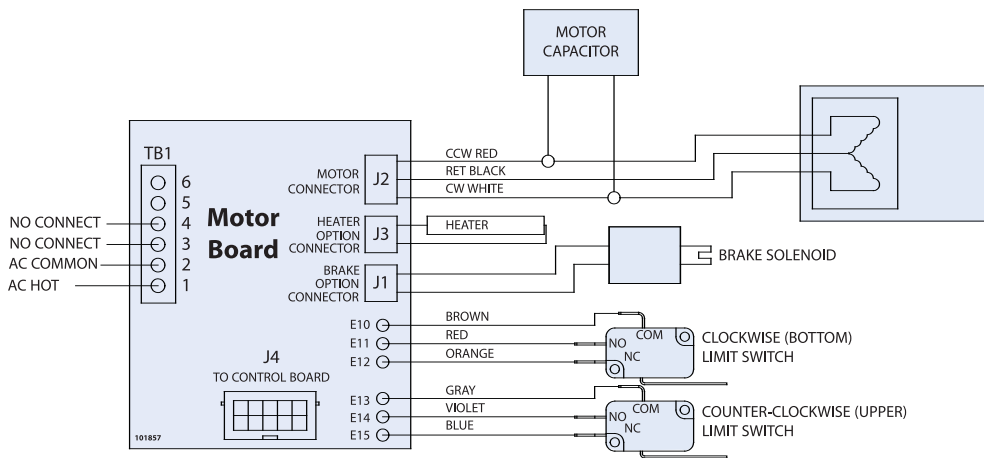 MOTOR
CAPACITOR
TB1
6
5
4
3
2
1
NO CONNECT
NO CONNECT
AC COMMON
AC HOT
Motor
Board
MOTOR
CONNECTOR
J2
CCW RED
RET BLACK
CW WHITE
HEATER
OPTION
CONNECTOR
J3
HEATER
BRAKE
OPTION
CONNECTOR
J1
BRAKE SOLENOID
E10
BROWN
E11
RED
E12
ORANGE
COM
NO
NC
CLOCKWISE (BOTTOM)
LIMIT SWITCH
J4
TO CONTROL BOARD
E13
GRAY
E14
VIOLET
E15
BLUE
COM
NO
NC
COUNTER-CLOCKWISE (UPPER)
LIMIT SWITCH
101857